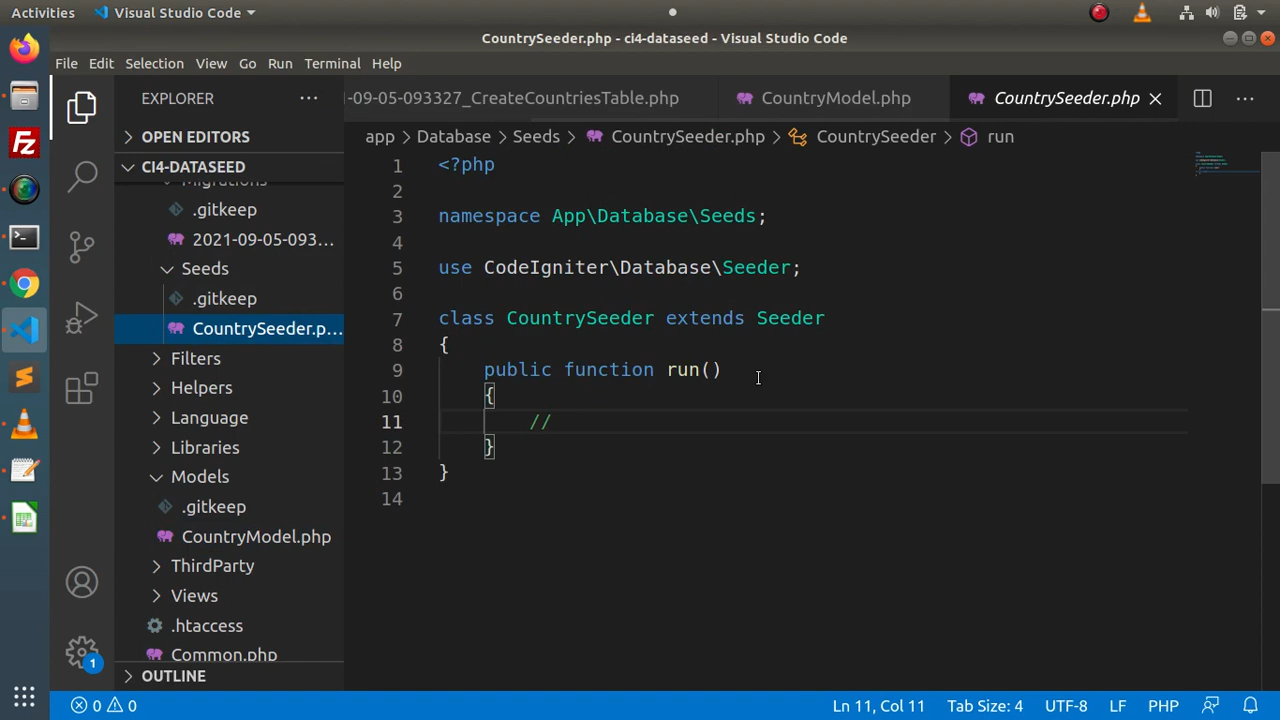 Activities
Visual Studio Code
CountrySeeder.php - ci4-dataseed - Visual Studio Code
File Edit Selection View Go Run Terminal Help
EXPLORER
1-09-05-093327_CreateCountriesTable.php
CountryModel.php
CountrySeeder.php
OPEN EDITORS
app > Database > Seeds > CountrySeeder.php > CountrySeeder > run
CI4-DATASEED
Migrations
.gitkeep
2021-09-05-093...
Seeds
.gitkeep
CountrySeeder.p...
Filters
Helpers
Language
Libraries
Models
.gitkeep
CountryModel.php
ThirdParty
Views
.htaccess
Common.php
OUTLINE
1 <?php
2
3 namespace App\Database\Seeds;
4
5 use CodeIgniter\Database\Seeder;
6
7 class CountrySeeder extends Seeder
8 {
9 public function run()
10 {
11 //
12 }
13 }
14
1
0 0 Ln 11, Col 11 Tab Size: 4 UTF-8 LF PHP